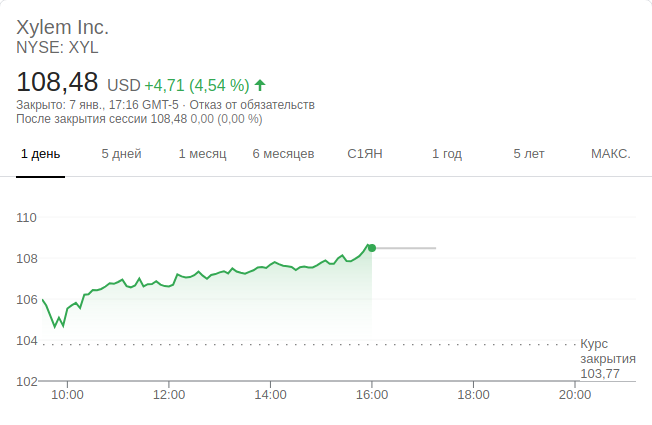 Xylem Inc.
NYSE: XYL
108,48 USD +4,71 (4,54 %)
Закрыто: 7 янв., 17:16 GMT-5 · Отказ от обязательств
После закрытия сессии 108,48 0,00 (0,00 %)
1 день 5 дней 1 месяц 6 месяцев С1ЯН 1 год 5 лет МАКС.
110
108
106
104
Курс
закрытия
103,77
102
10:00 12:00 14:00 16:00 18:00 20:00